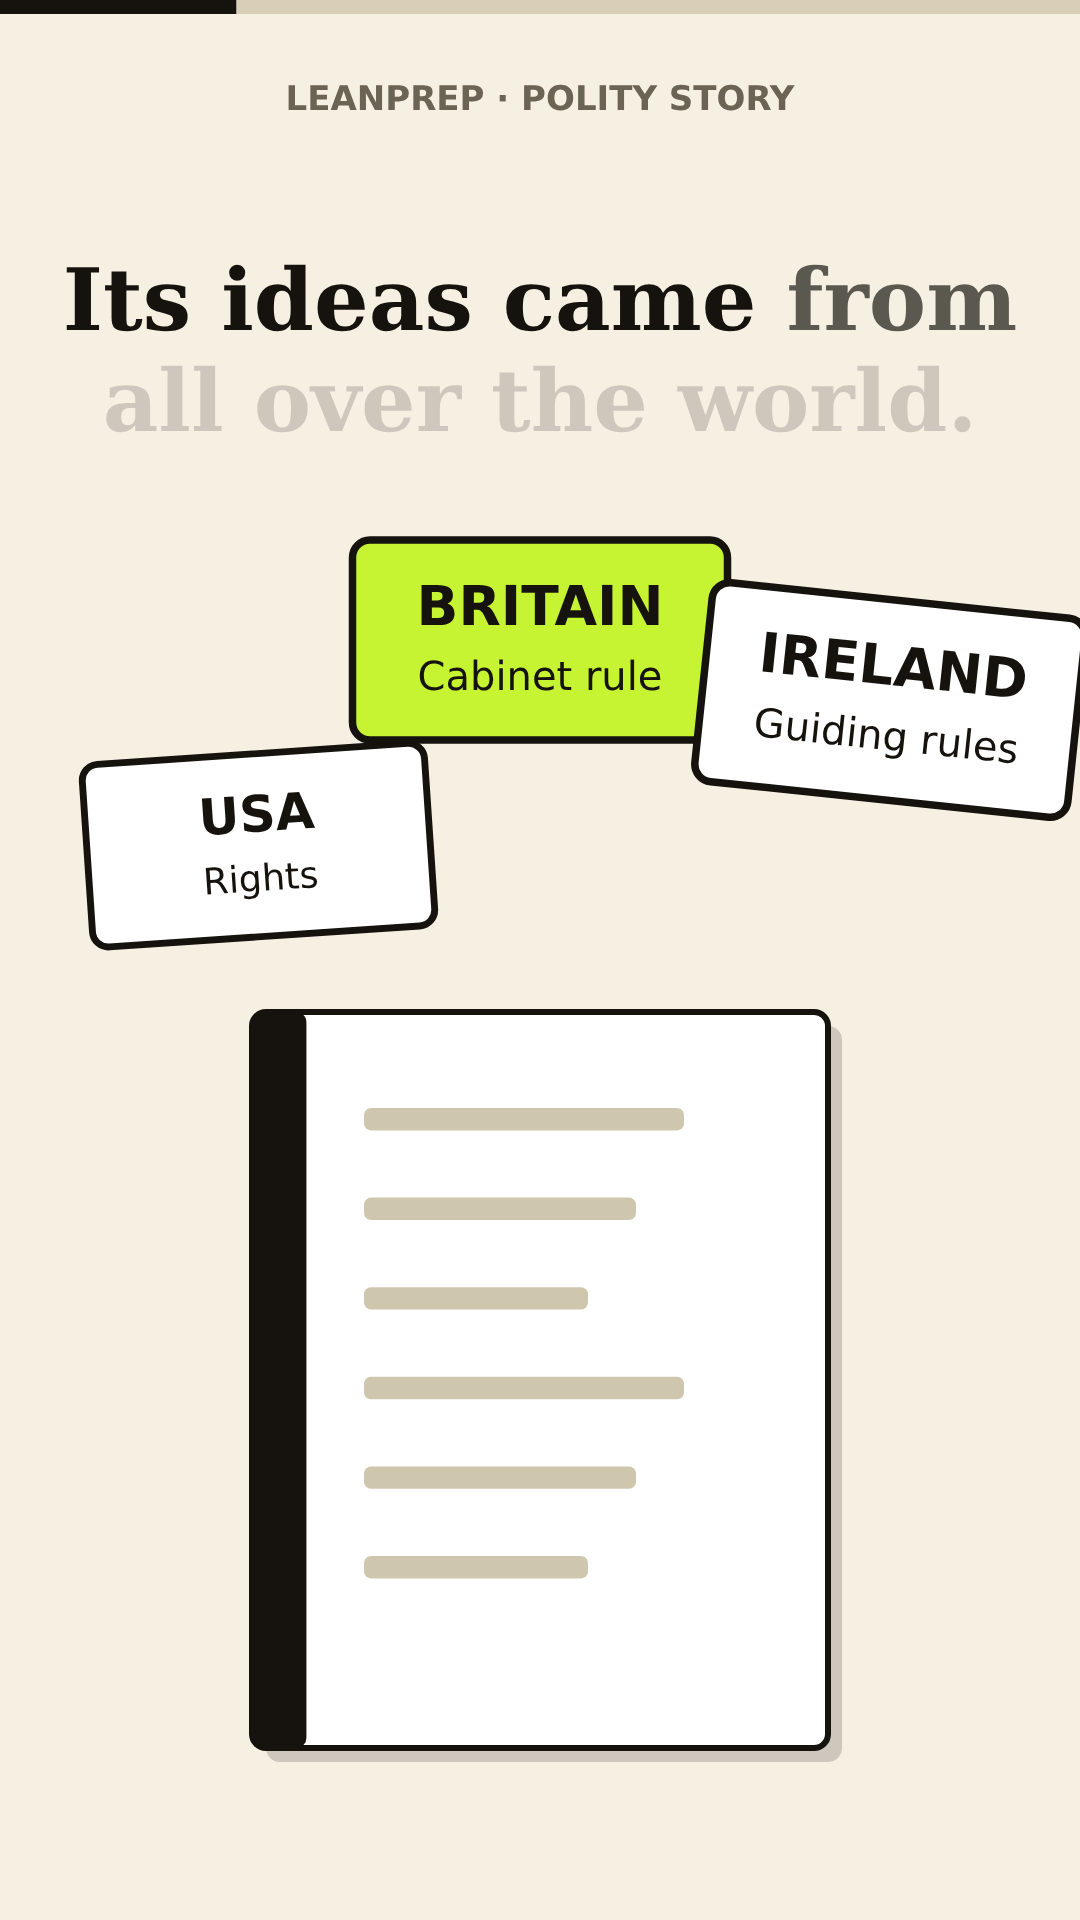 LEANPREP · POLITY STORY
Its ideas came from
all over the world.
BRITAIN
Cabinet rule
IRELAND
Guiding rules
USA
Rights